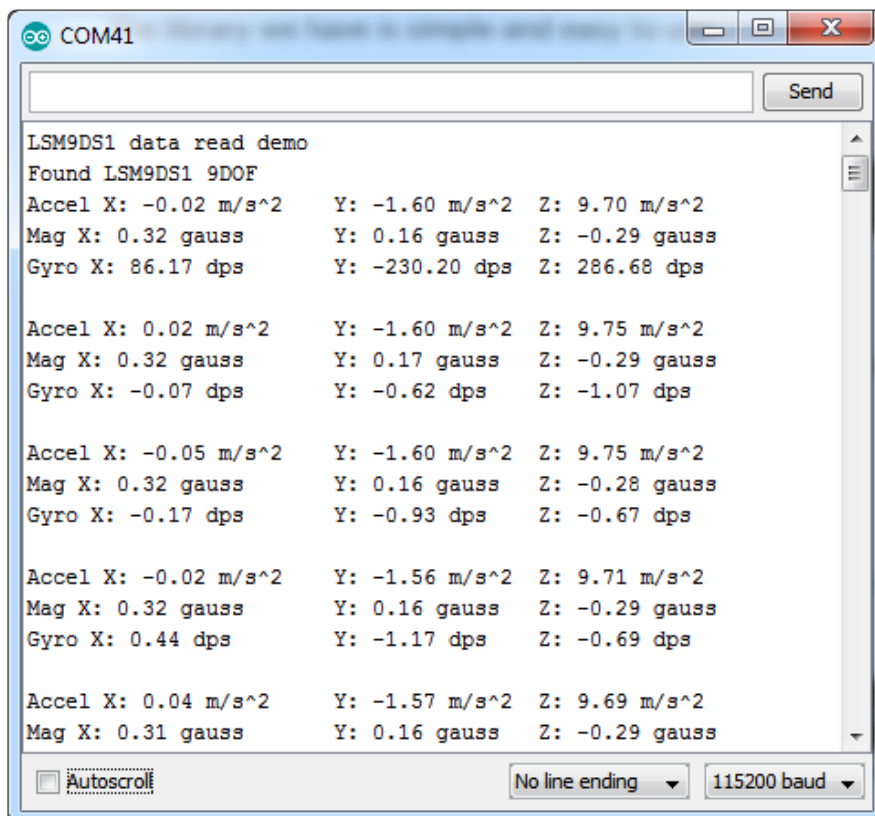 COM41
Send
LSM9DS1 data read demo
Found LSM9DS1 9DOF
Accel X: -0.02 m/s^2 Y: -1.60 m/s^2 Z: 9.70 m/s^2
Mag X: 0.32 gauss Y: 0.16 gauss Z: -0.29 gauss
Gyro X: 86.17 dps Y: -230.20 dps Z: 286.68 dps
Accel X: 0.02 m/s^2 Y: -1.60 m/s^2 Z: 9.75 m/s^2
Mag X: 0.32 gauss Y: 0.17 gauss Z: -0.29 gauss
Gyro X: -0.07 dps Y: -0.62 dps Z: -1.07 dps
Accel X: -0.05 m/s^2 Y: -1.60 m/s^2 Z: 9.75 m/s^2
Mag X: 0.32 gauss Y: 0.16 gauss Z: -0.28 gauss
Gyro X: -0.17 dps Y: -0.93 dps Z: -0.67 dps
Accel X: -0.02 m/s^2 Y: -1.56 m/s^2 Z: 9.71 m/s^2
Mag X: 0.32 gauss Y: 0.16 gauss Z: -0.29 gauss
Gyro X: 0.44 dps Y: -1.17 dps Z: -0.69 dps
Accel X: 0.04 m/s^2 Y: -1.57 m/s^2 Z: 9.69 m/s^2
Mag X: 0.31 gauss Y: 0.16 gauss Z: -0.29 gauss
Autoscroll No line ending 115200 baud